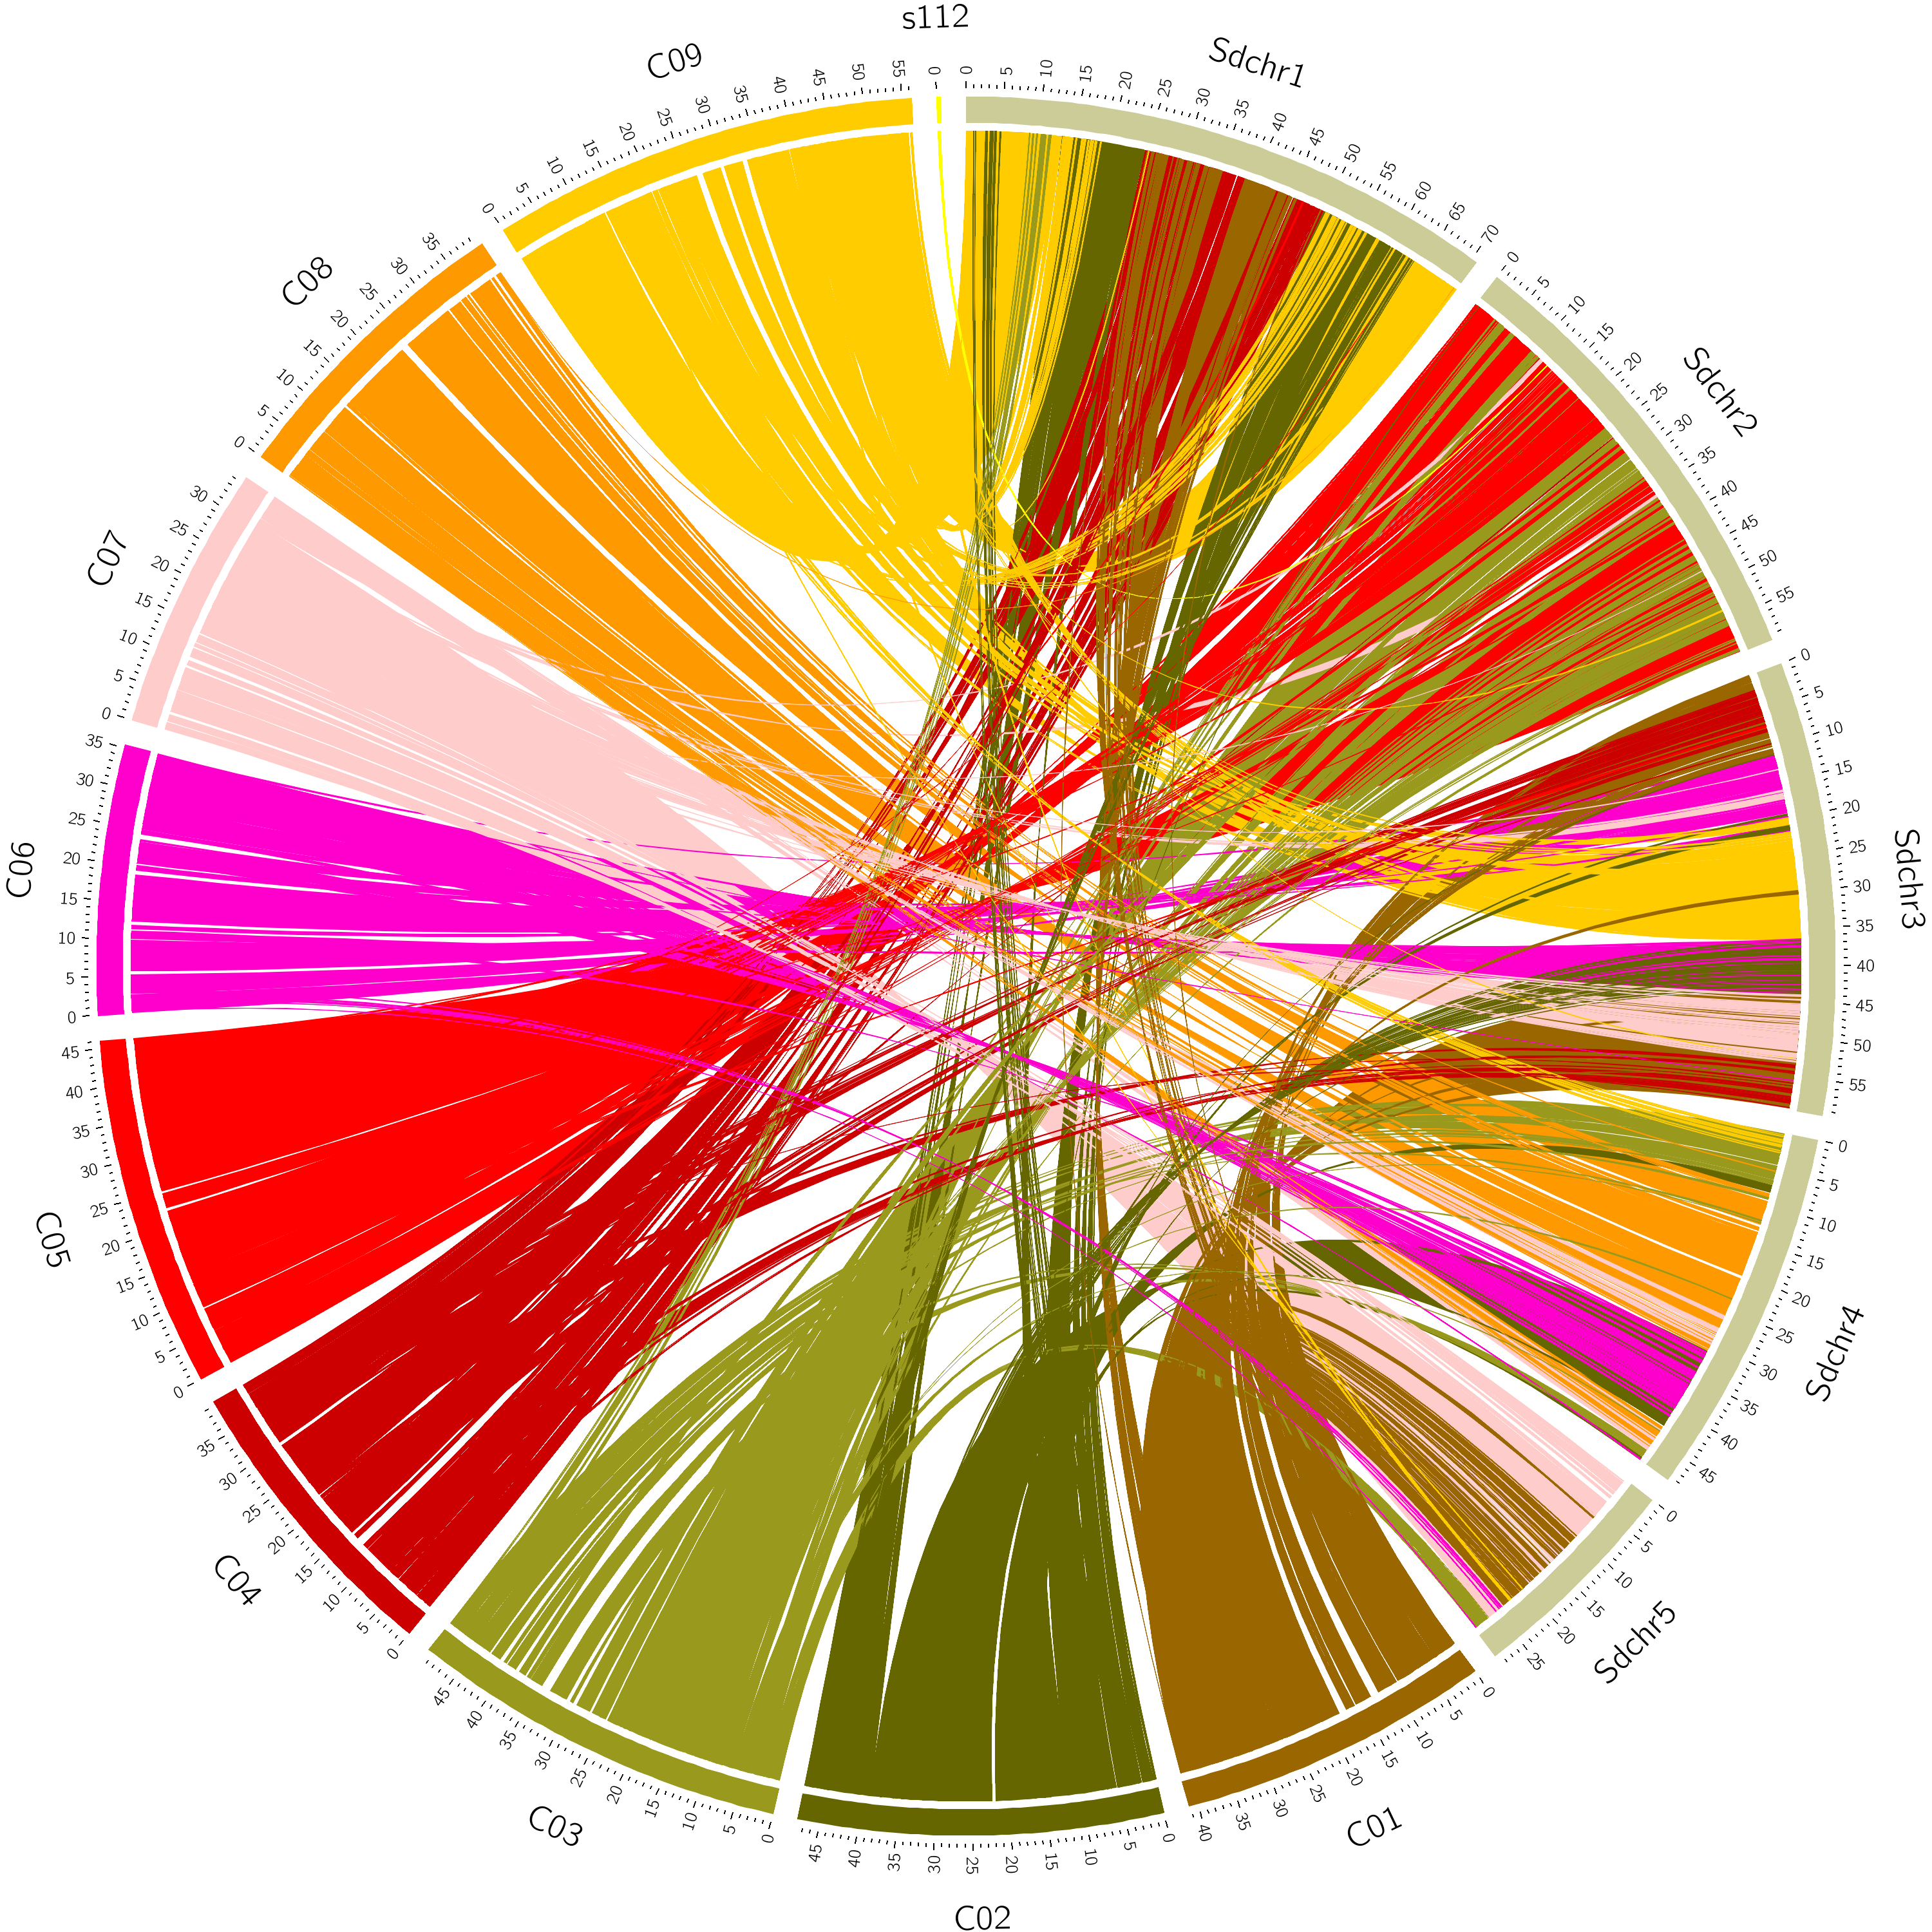 s112
Sdchr1
0 5 10 15 20 25 30 35 40 45 50 55 60 65 70
Sdchr2
0 5 10 15 20 25 30 35 40 45 50 55
Sdchr3
0 5 10 15 20 25 30 35 40 45 50 55
Sdchr4
0 5 10 15 20 25 30 35 40 45
Sdchr5
0 5 10 15 20 25
C01
0 5 10 15 20 25 30 35 40
C02
0 5 10 15 20 25 30 35 40 45
C03
0 5 10 15 20 25 30 35 40 45
C04
0 5 10 15 20 25 30 35
C05
0 5 10 15 20 25 30 35 40 45
C06
0 5 10 15 20 25 30 35
C07
0 5 10 15 20 25 30
C08
0 5 10 15 20 25 30 35
C09
0 5 10 15 20 25 30 35 40 45 50 55
0